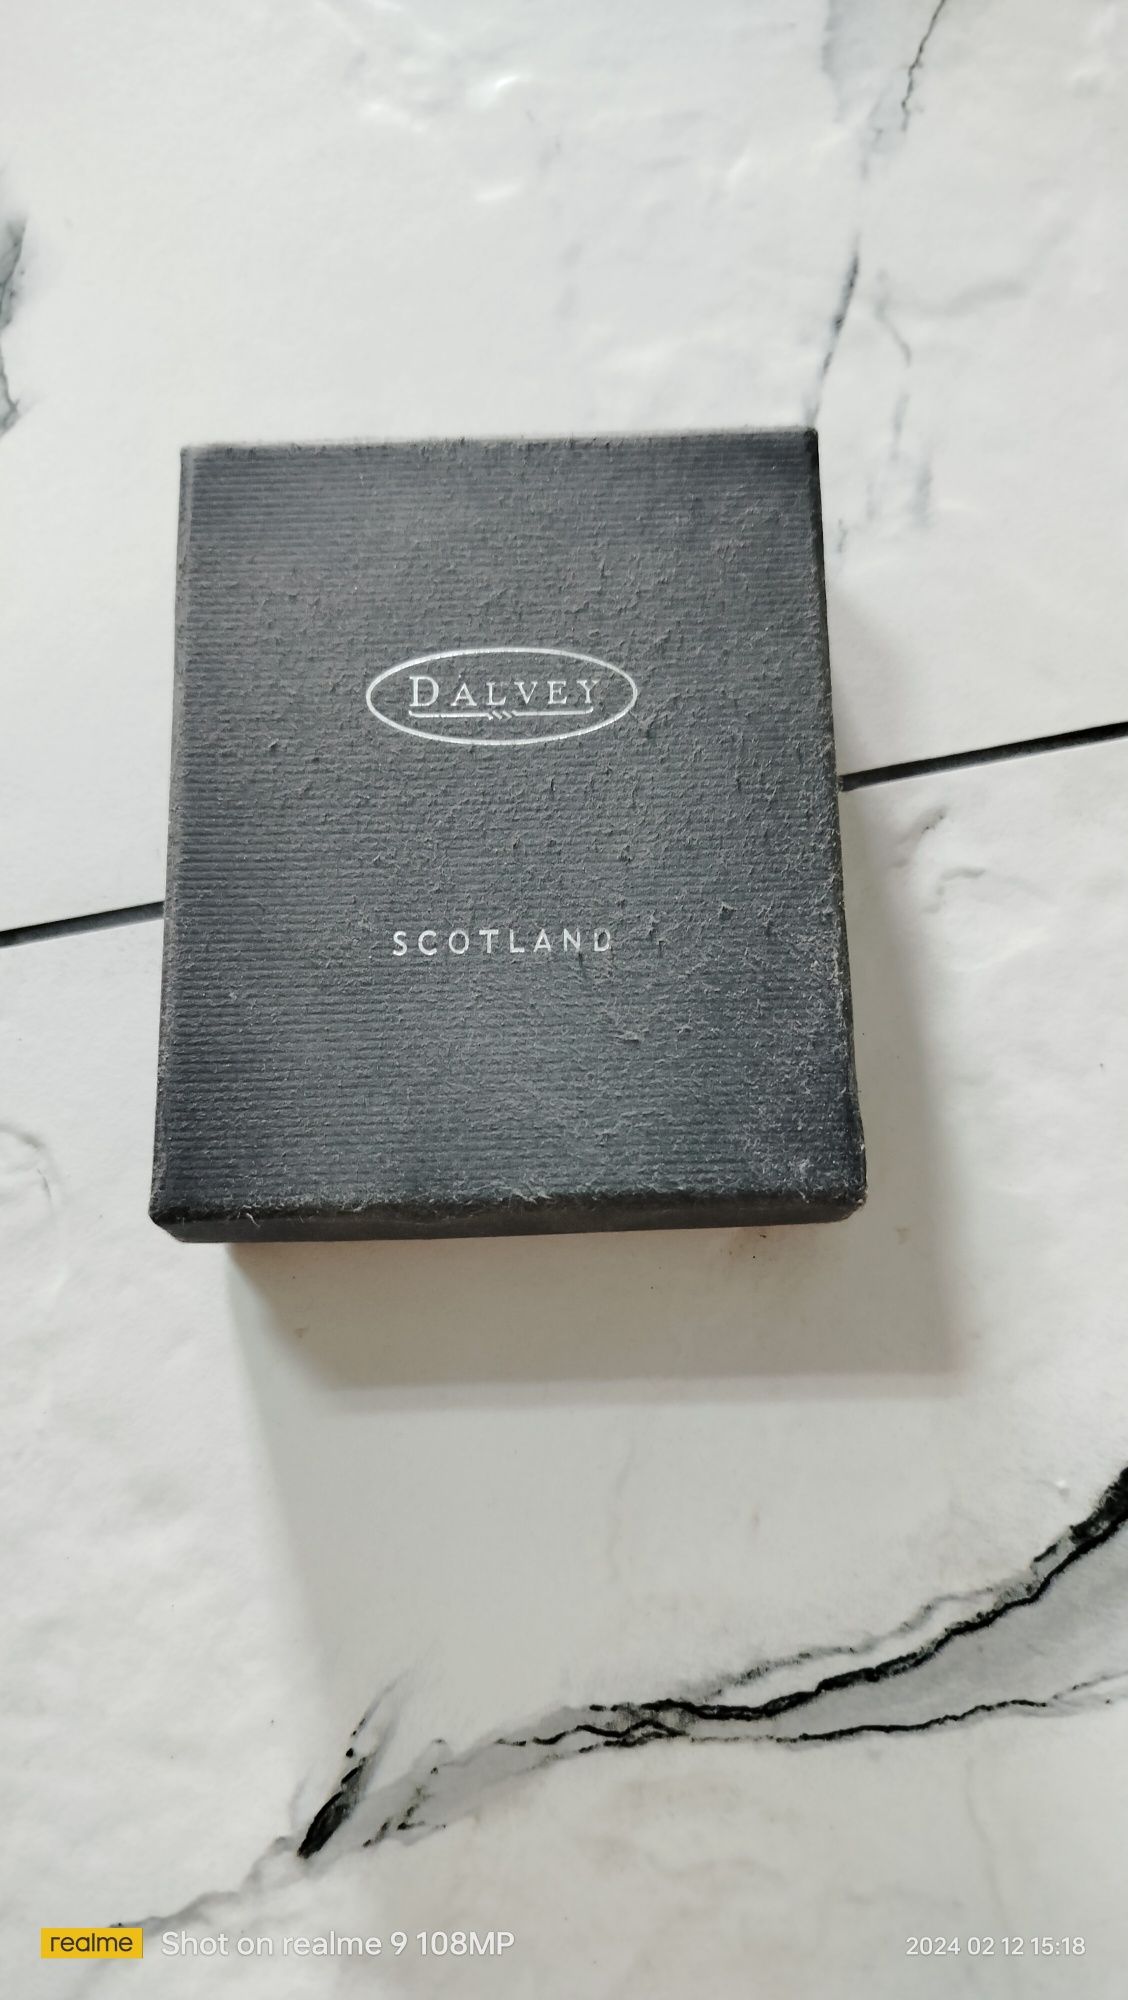 DALVEY
SCOTLAND
realme Shot on realme 9 108MP
2024 02 12 15:18